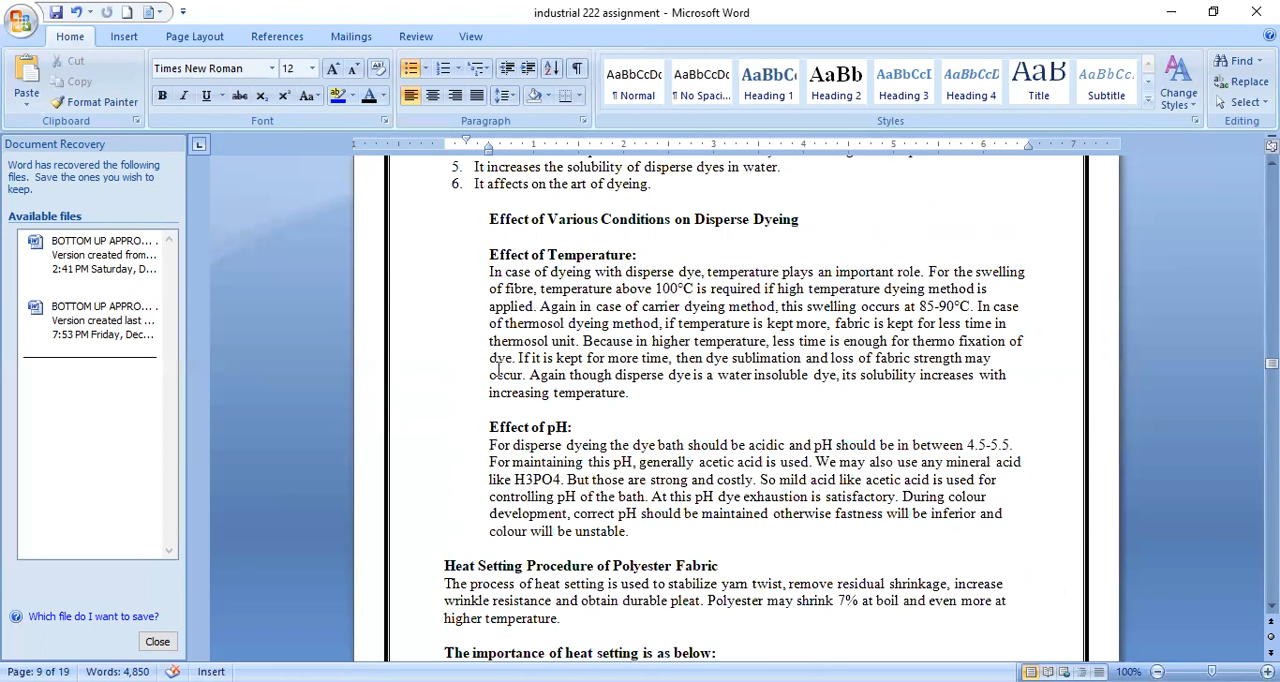 industrial 222 assignment - Microsoft Word
Home Insert Page Layout References Mailings Review View
Paste
Cut
Copy
Format Painter
Clipboard
Times New Roman 12
Font
Paragraph
AaBbCcDc AaBbCcDc AaBbC AaBb AaBbCcI AaBbCcD AaB AaBbCcL
¶ Normal ¶ No Spaci... Heading 1 Heading 2 Heading 3 Heading 4 Title Subtitle
Change Styles
Styles
Find
Replace
Select
Editing
Document Recovery
Word has recovered the following
files. Save the ones you wish to
keep.
Available files
BOTTOM UP APPRO...
Version created from...
2:41 PM Saturday, D...
BOTTOM UP APPRO...
Version created last ...
7:53 PM Friday, Dec...
Which file do I want to save?
Close
1 1 2 3 4 5 6 7
5. It increases the solubility of disperse dyes in water.
6. It affects on the art of dyeing.
Effect of Various Conditions on Disperse Dyeing
Effect of Temperature:
In case of dyeing with disperse dye, temperature plays an important role. For the swelling
of fibre, temperature above 100°C is required if high temperature dyeing method is
applied. Again in case of carrier dyeing method, this swelling occurs at 85-90°C. In case
of thermosol dyeing method, if temperature is kept more, fabric is kept for less time in
thermosol unit. Because in higher temperature, less time is enough for thermo fixation of
dye. If it is kept for more time, then dye sublimation and loss of fabric strength may
occur. Again though disperse dye is a water insoluble dye, its solubility increases with
increasing temperature.
Effect of pH:
For disperse dyeing the dye bath should be acidic and pH should be in between 4.5-5.5.
For maintaining this pH, generally acetic acid is used. We may also use any mineral acid
like H3PO4. But those are strong and costly. So mild acid like acetic acid is used for
controlling pH of the bath. At this pH dye exhaustion is satisfactory. During colour
development, correct pH should be maintained otherwise fastness will be inferior and
colour will be unstable.
Heat Setting Procedure of Polyester Fabric
The process of heat setting is used to stabilize yarn twist, remove residual shrinkage, increase
wrinkle resistance and obtain durable pleat. Polyester may shrink 7% at boil and even more at
higher temperature.
The importance of heat setting is as below:
Page: 9 of 19 Words: 4,850 Insert 100%